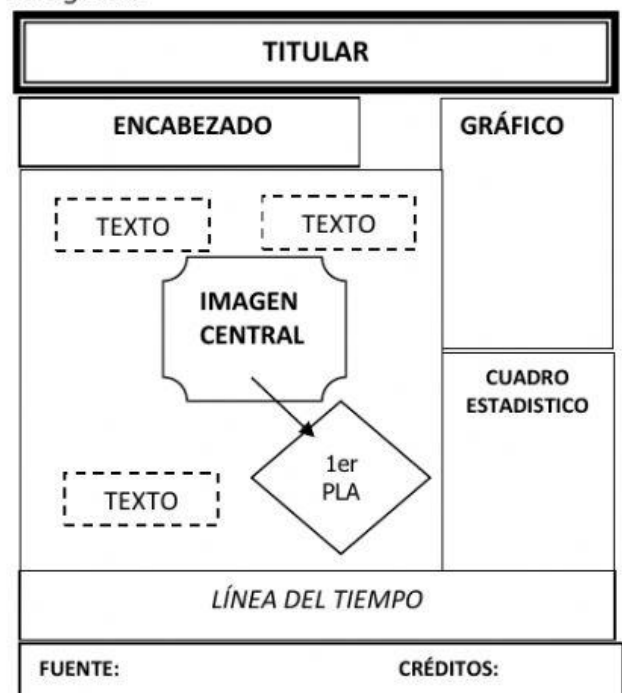 TITULAR
ENCABEZADO
GRÁFICO
TEXTO
TEXTO
IMAGEN
CENTRAL
CUADRO
ESTADISTICO
1er
PLA
TEXTO
LÍNEA DEL TIEMPO
FUENTE:
CRÉDITOS: